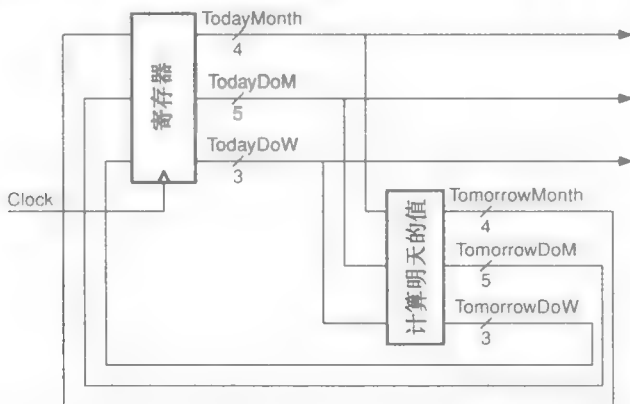 TodayMonth
4
寄存器
TodayDoM
5
TodayDoW
3
Clock
计算明天的值
TomorrowMonth
4
TomorrowDoM
5
TomorrowDoW
3